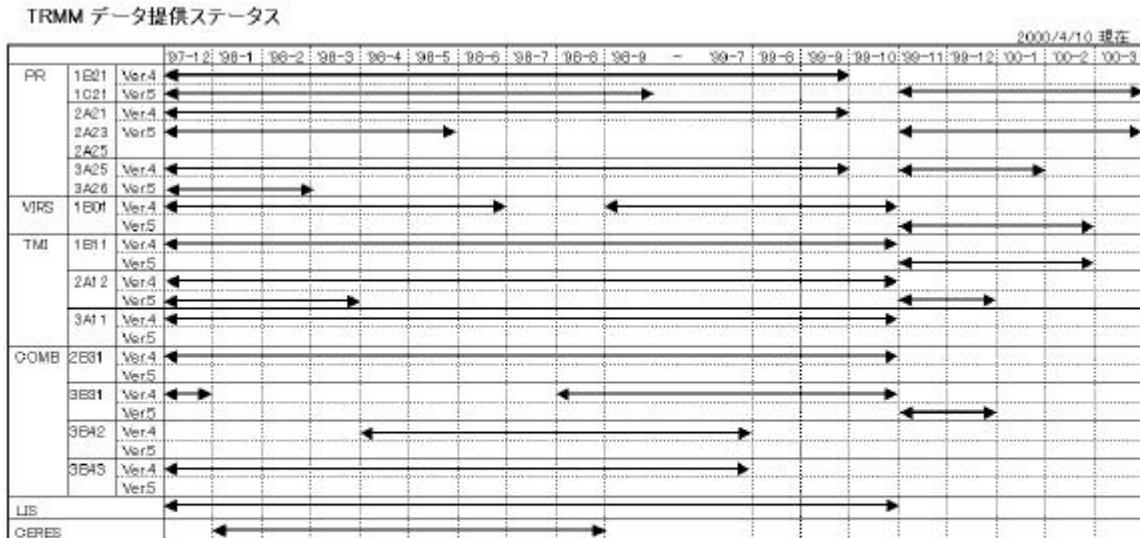 TRMM データ提供ステータス
2000/4/10 現在
'97-12 '98-1 '98-2 '98-3 '98-4 '98-5 '98-6 '98-7 '98-8 '98-9 - '99-7 '99-8 '99-9 '99-10 '99-11 '99-12 '00-1 '00-2 '00-3
PR 1B21 Ver.4
1C21 Ver.5
2A21 Ver.4
2A23 Ver.5
2A25
3A25 Ver.4
3A26 Ver.5
VIRS 1B01 Ver.4
Ver.5
TMI 1B11 Ver.4
Ver.5
2A12 Ver.4
Ver.5
3A11 Ver.4
Ver.5
COMB 2B31 Ver.4
Ver.5
3B31 Ver.4
Ver.5
3B42 Ver.4
Ver.5
3B43 Ver.4
Ver.5
LIS
CERES